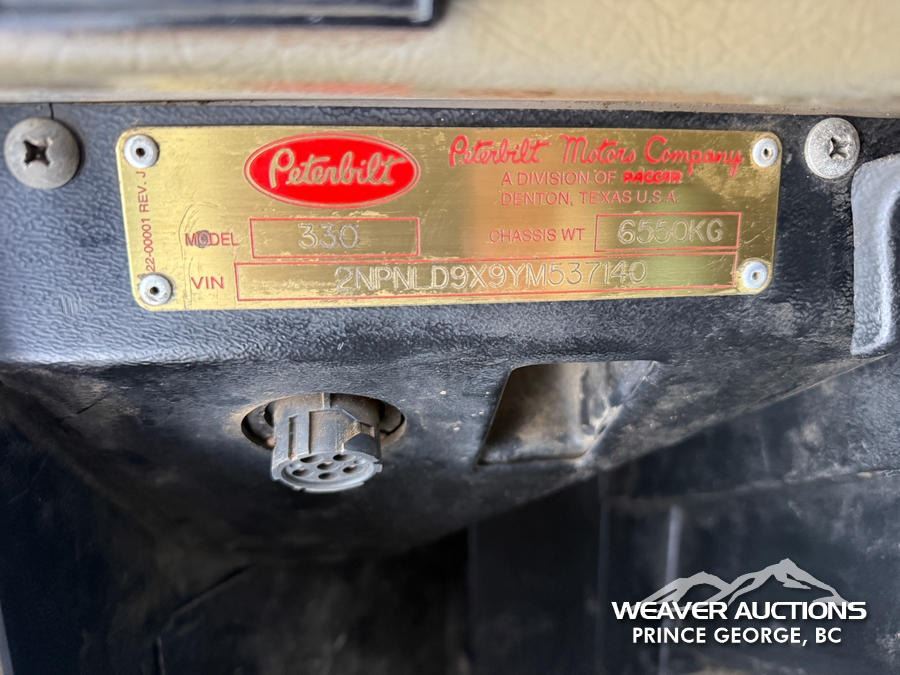 Peterbilt
Peterbilt Motors Company
A DIVISION OF PACCAR
DENTON, TEXAS U.S.A.
22-00001 REV. J
MODEL 330
CHASSIS WT 6550KG
VIN 2NPNLD9X9YM537140
WEAVER AUCTIONS
PRINCE GEORGE, BC